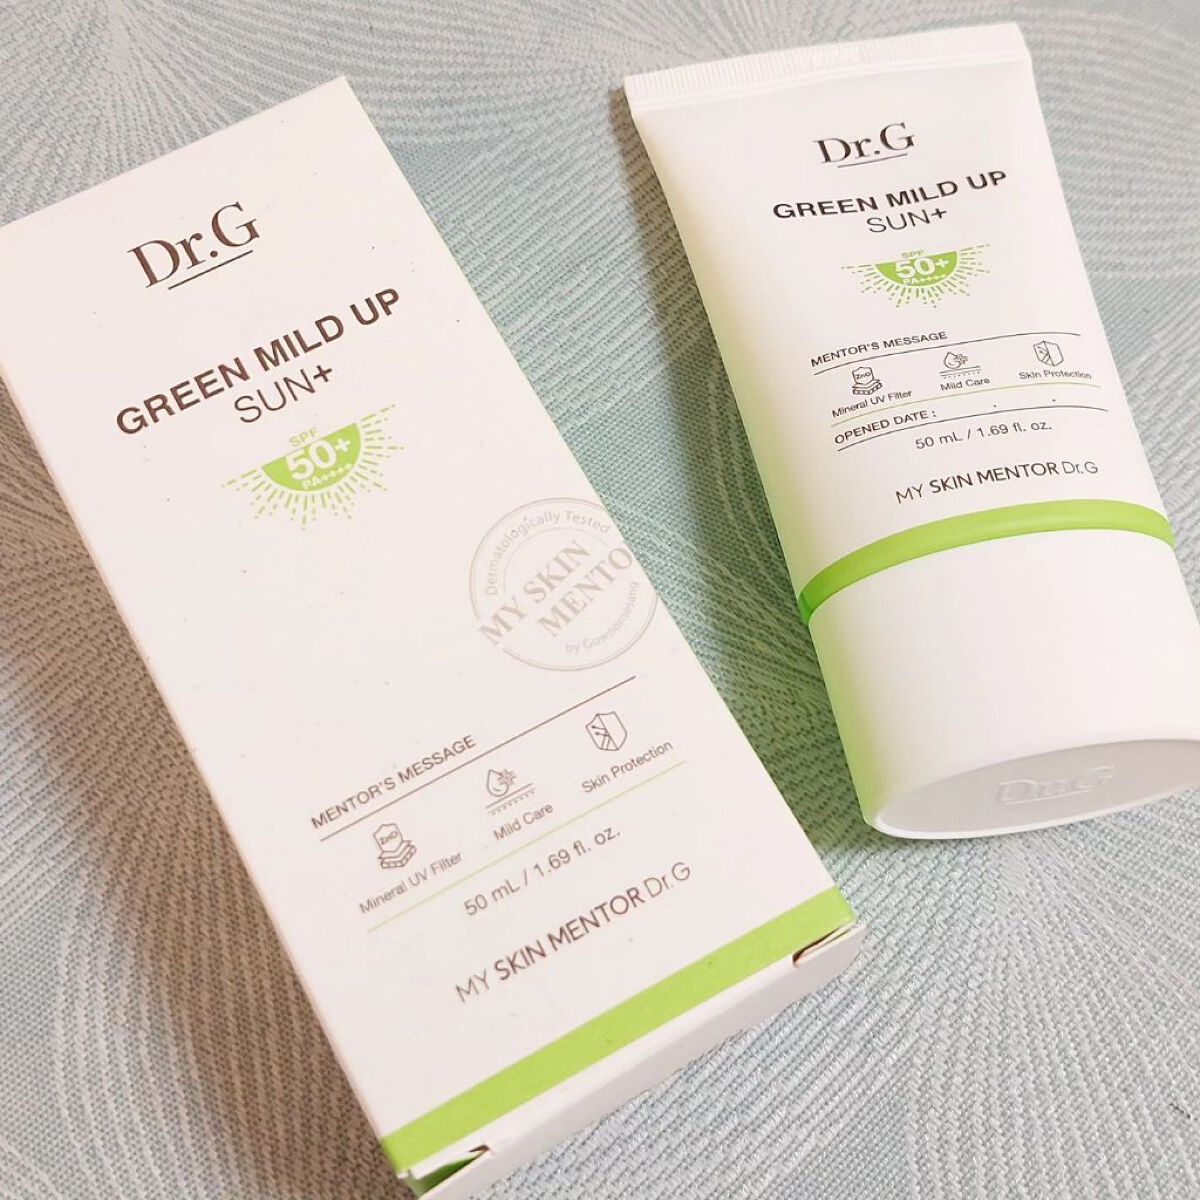 Dr.G
GREEN MILD UP
SUN+
SPF
50+
PA++++
Dermatologically Tested
MY SKIN
MENTO
by Gowoonsesang
MENTOR'S MESSAGE
ZnO
Mineral UV Filter
Mild Care
Skin Protection
50 mL / 1.69 fl. oz.
MY SKIN MENTOR Dr.G
Dr.G
GREEN MILD UP
SUN+
SPF
50+
PA++++
MENTOR'S MESSAGE
ZnO
Mineral UV Filter
Mild Care
Skin Protection
OPENED DATE : . .
50 mL / 1.69 fl. oz.
MY SKIN MENTOR Dr.G
Dr.G